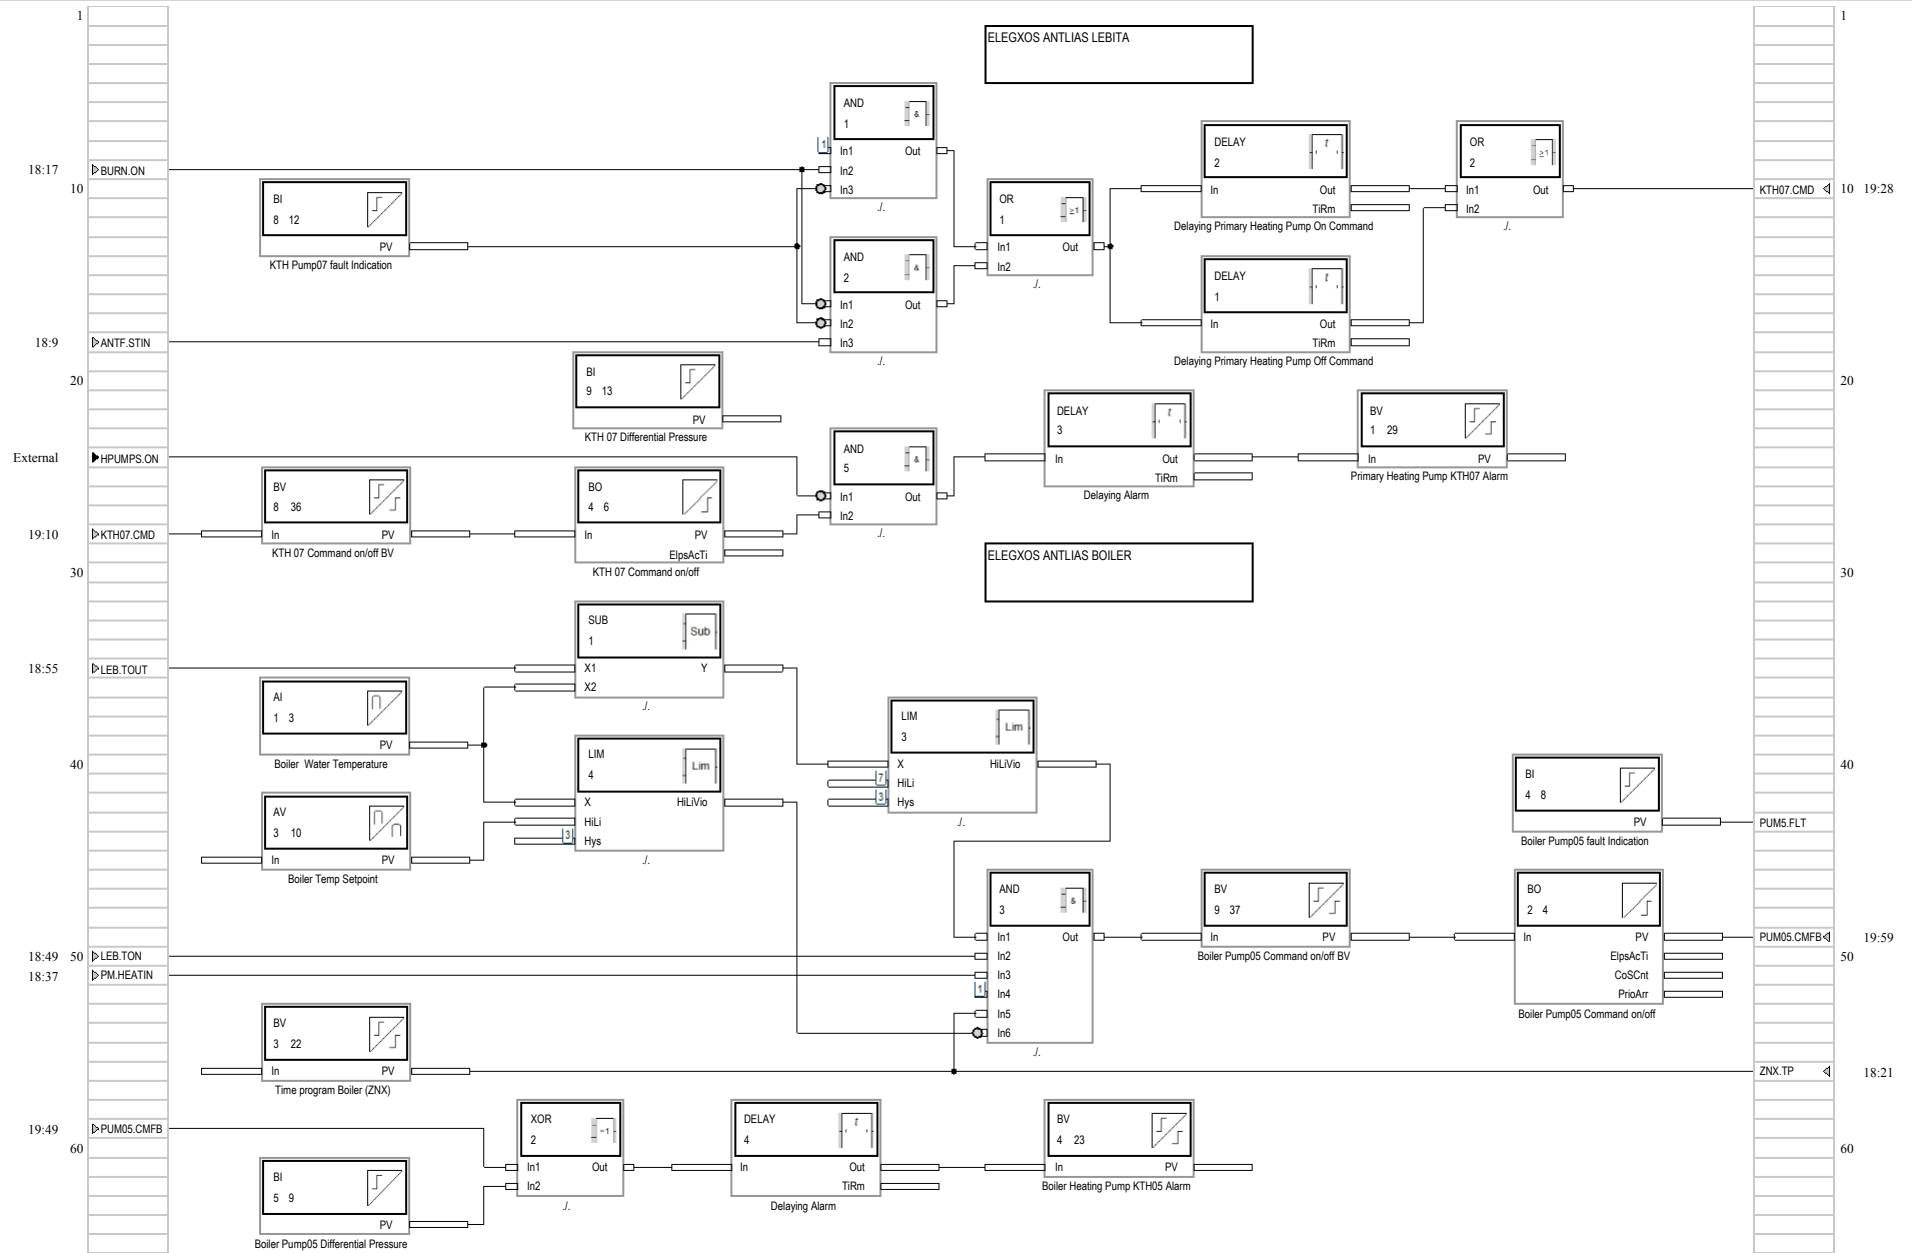 1
1
ELEGXOS ANTLIAS LEBITA
AND
1
&
1
In1 Out
In2
In3
./.
18:17 BURN.ON
10
BI
8 12
PV
KTH Pump07 fault Indication
AND
2
&
In1 Out
In2
In3
./.
OR
1
≥1
In1 Out
In2
./.
DELAY
2
t
In Out
TiRm
Delaying Primary Heating Pump On Command
DELAY
1
t
In Out
TiRm
Delaying Primary Heating Pump Off Command
OR
2
≥1
In1 Out
In2
./.
KTH07.CMD 10 19:28
18:9 ANTF.STIN
20
20
BI
9 13
PV
KTH 07 Differential Pressure
External HPUMPS.ON
BV
8 36
In PV
KTH 07 Command on/off BV
BO
4 6
In PV
ElpsAcTi
KTH 07 Command on/off
19:10 KTH07.CMD
AND
5
&
In1 Out
In2
./.
DELAY
3
t
In Out
TiRm
Delaying Alarm
BV
1 29
In PV
Primary Heating Pump KTH07 Alarm
30
30
ELEGXOS ANTLIAS BOILER
SUB
1
Sub
X1 Y
X2
./.
18:55 LEB.TOUT
AI
1 3
PV
Boiler Water Temperature
40
40
LIM
4
Lim
X HiLiVio
HiLi
3
Hys
./.
AV
3 10
In PV
Boiler Temp Setpoint
LIM
3
Lim
X HiLiVio
7
HiLi
3
Hys
./.
BI
4 8
PV
Boiler Pump05 fault Indication
PUM5.FLT
AND
3
&
In1 Out
In2
In3
1
In4
In5
In6
./.
BV
9 37
In PV
Boiler Pump05 Command on/off BV
BO
2 4
In PV
ElpsAcTi
CoSCnt
PrioArr
Boiler Pump05 Command on/off
PUM05.CMFB 19:59
50
18:49 50 LEB.TON
18:37 PM.HEATIN
BV
3 22
In PV
Time program Boiler (ZNX)
ZNX.TP 18:21
19:49 PUM05.CMFB
60
60
BI
5 9
PV
Boiler Pump05 Differential Pressure
XOR
2
=1
In1 Out
In2
./.
DELAY
4
t
In Out
TiRm
Delaying Alarm
BV
4 23
In PV
Boiler Heating Pump KTH05 Alarm